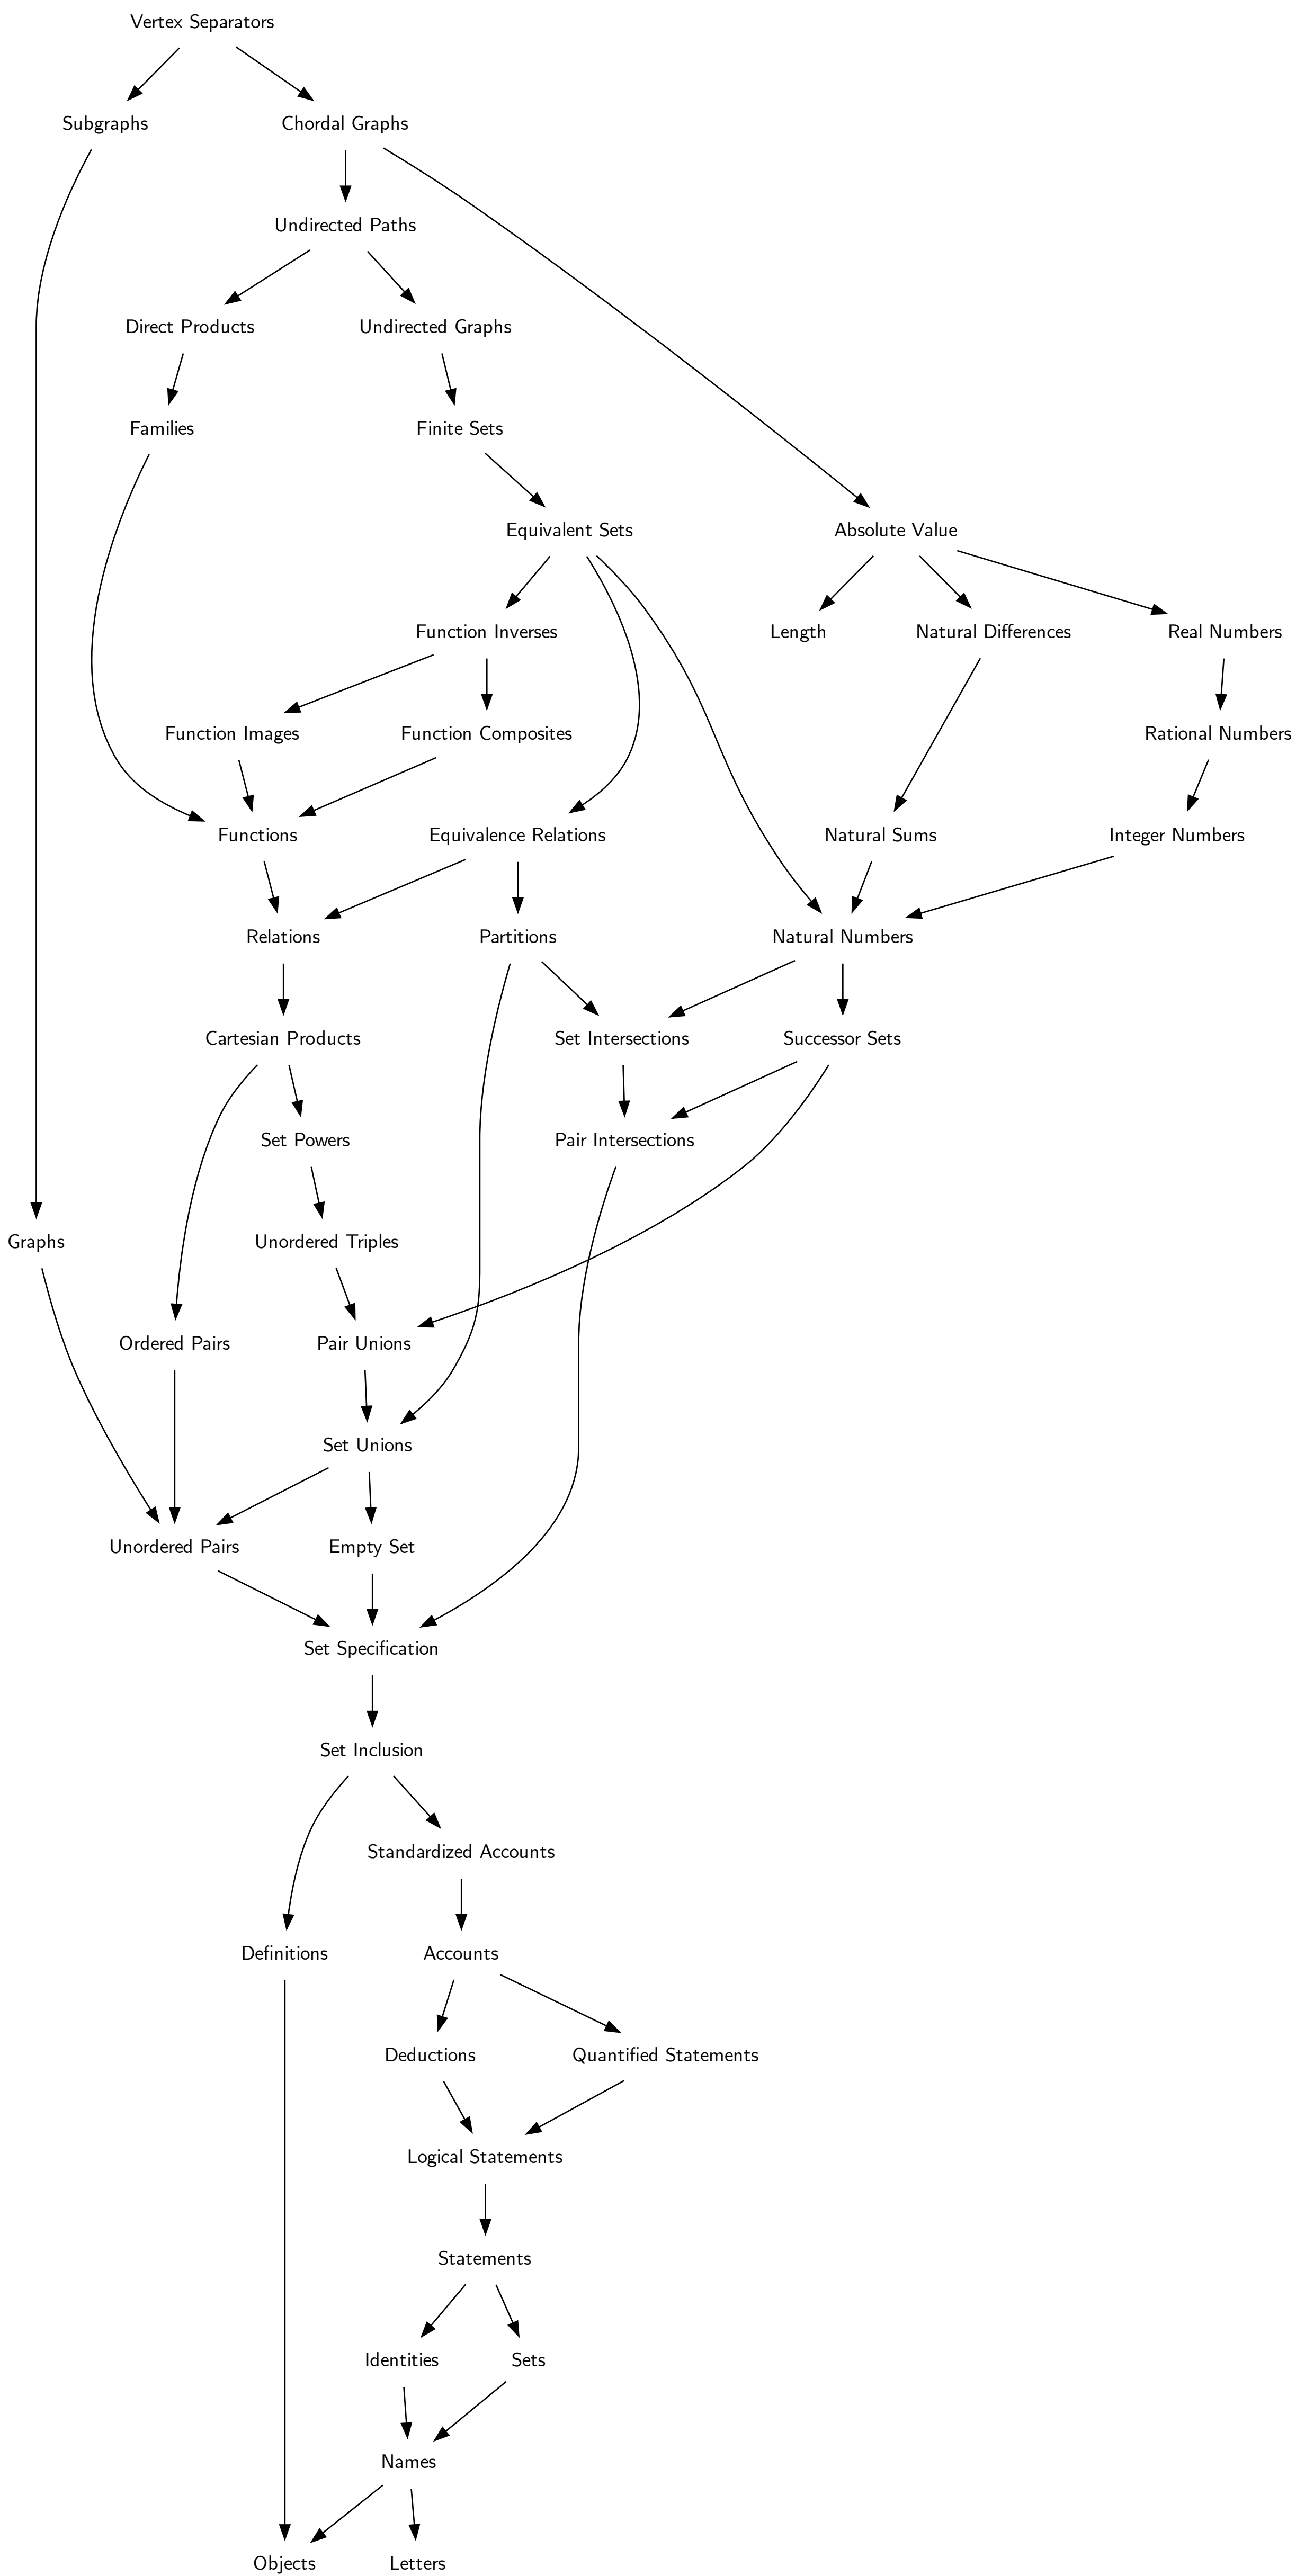 Vertex Separators
Subgraphs
Chordal Graphs
Undirected Paths
Direct Products
Undirected Graphs
Families
Finite Sets
Equivalent Sets
Absolute Value
Function Inverses
Length
Natural Differences
Real Numbers
Function Images
Function Composites
Rational Numbers
Functions
Equivalence Relations
Natural Sums
Integer Numbers
Relations
Partitions
Natural Numbers
Cartesian Products
Set Intersections
Successor Sets
Set Powers
Pair Intersections
Graphs
Unordered Triples
Ordered Pairs
Pair Unions
Set Unions
Unordered Pairs
Empty Set
Set Specification
Set Inclusion
Standardized Accounts
Definitions
Accounts
Deductions
Quantified Statements
Logical Statements
Statements
Identities
Sets
Names
Objects
Letters